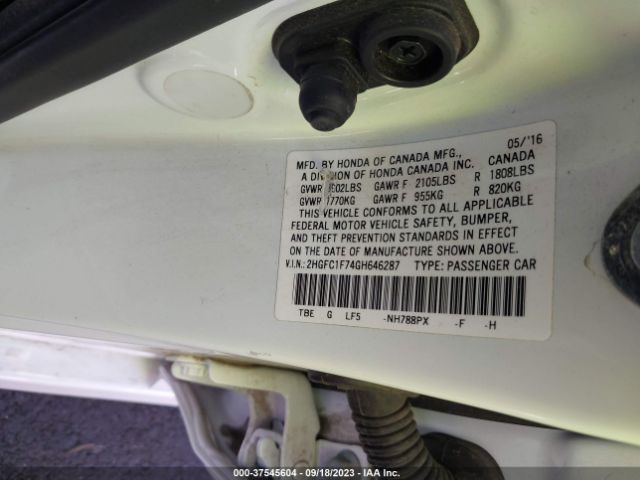 05/'16
MFD. BY HONDA OF CANADA MFG., CANADA
A DIVISION OF HONDA CANADA INC.
GVWR 3902LBS GAWR F 2105LBS R 1808LBS
GVWR 1770KG GAWR F 955KG R 820KG
THIS VEHICLE CONFORMS TO ALL APPLICABLE
FEDERAL MOTOR VEHICLE SAFETY, BUMPER,
AND THEFT PREVENTION STANDARDS IN EFFECT
ON THE DATE OF MANUFACTURE SHOWN ABOVE.
V.I.N.: 2HGFC1F74GH646287 TYPE: PASSENGER CAR
TBE G LF5 -NH788PX -F -H
000-37545604 - 09/18/2023 - IAA Inc.